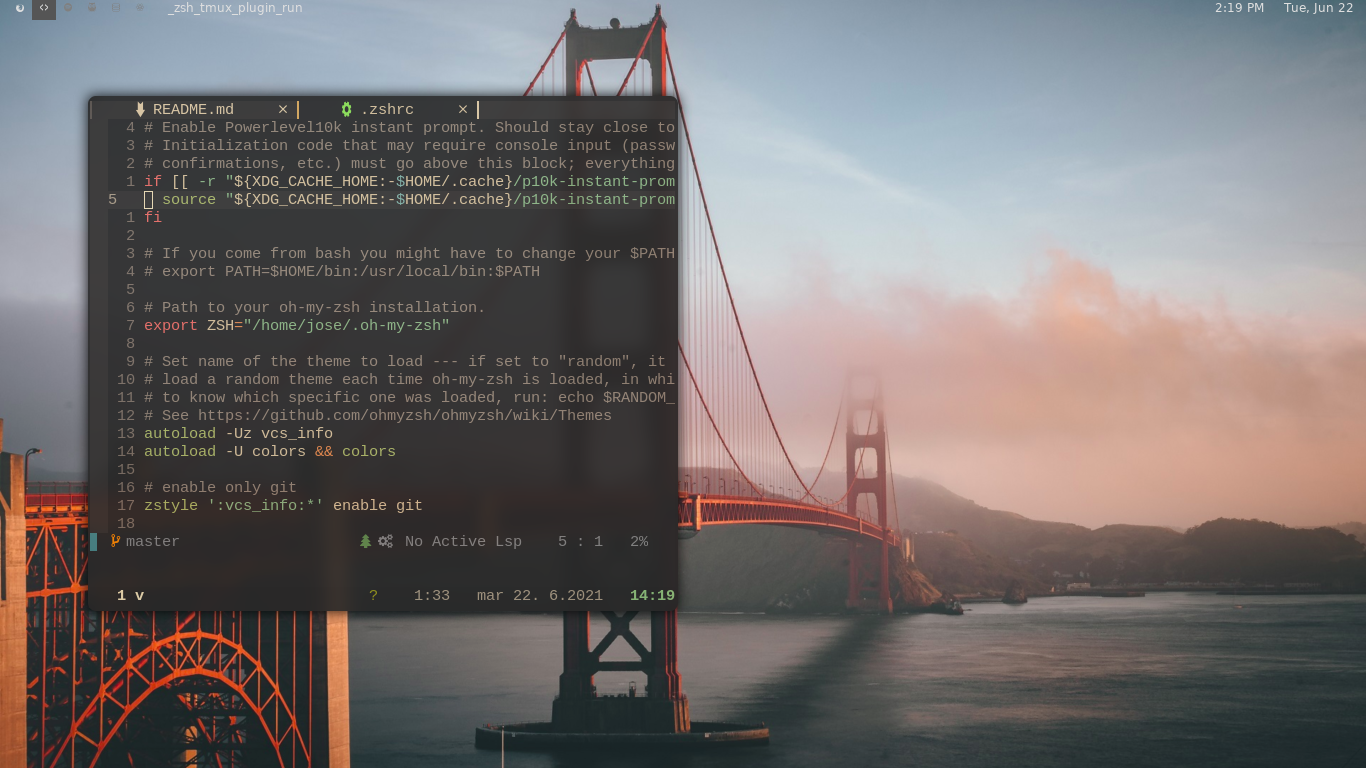 _zsh_tmux_plugin_run 2:19 PM Tue, Jun 22
README.md × .zshrc ×
4 # Enable Powerlevel10k instant prompt. Should stay close to
3 # Initialization code that may require console input (passw
2 # confirmations, etc.) must go above this block; everything
1 if [[ -r "${XDG_CACHE_HOME:-$HOME/.cache}/p10k-instant-prom
5 source "${XDG_CACHE_HOME:-$HOME/.cache}/p10k-instant-prom
1 fi
2
3 # If you come from bash you might have to change your $PATH
4 # export PATH=$HOME/bin:/usr/local/bin:$PATH
5
6 # Path to your oh-my-zsh installation.
7 export ZSH="/home/jose/.oh-my-zsh"
8
9 # Set name of the theme to load --- if set to "random", it
10 # load a random theme each time oh-my-zsh is loaded, in whi
11 # to know which specific one was loaded, run: echo $RANDOM_
12 # See https://github.com/ohmyzsh/ohmyzsh/wiki/Themes
13 autoload -Uz vcs_info
14 autoload -U colors && colors
15
16 # enable only git
17 zstyle ':vcs_info:*' enable git
18
master No Active Lsp 5 : 1 2%
1 v ? 1:33 mar 22. 6.2021 14:19